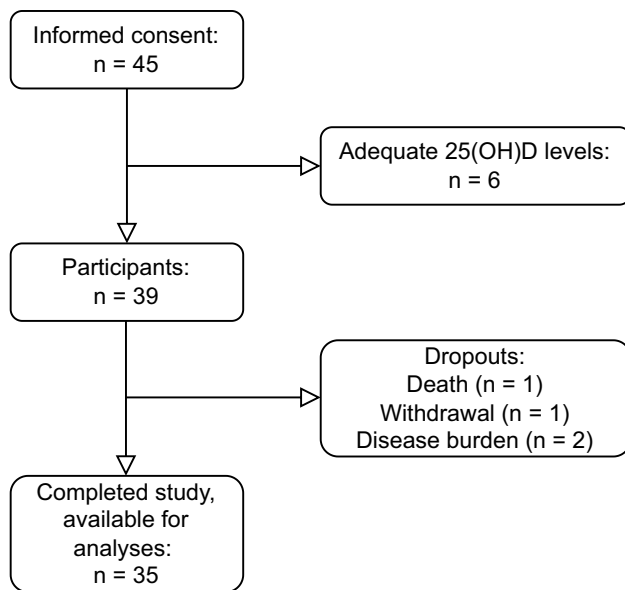 Informed consent:
n = 45
Adequate 25(OH)D levels:
n = 6
Participants:
n = 39
Dropouts:
Death (n = 1)
Withdrawal (n = 1)
Disease burden (n = 2)
Completed study,
available for
analyses:
n = 35